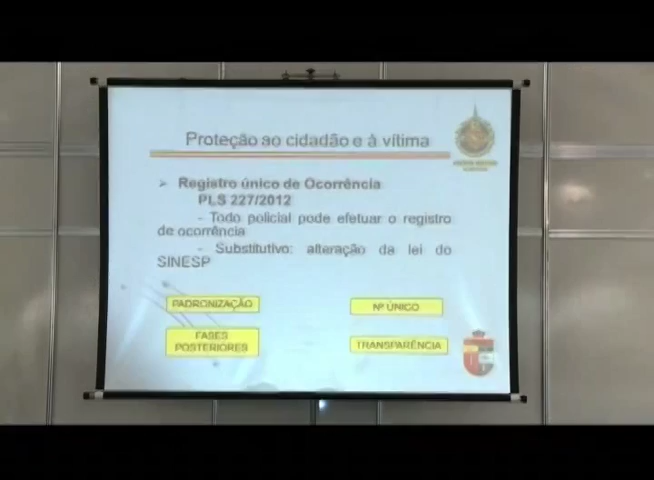 Proteção ao cidadão e à vítima
Registro único de Ocorrência
PLS 227/2012
- Todo policial pode efetuar o registro
de ocorrência
- Substitutivo: alteração da lei do
SINESP
PADRONIZAÇÃO
Nº ÚNICO
FASES
POSTERIORES
TRANSPARÊNCIA